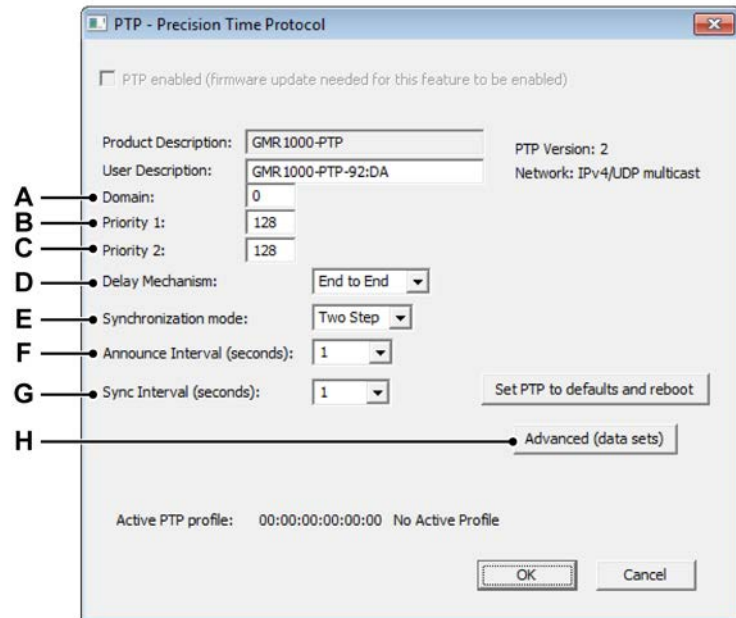 PTP - Precision Time Protocol
PTP enabled (firmware update needed for this feature to be enabled)
Product Description: GMR1000-PTP
PTP Version: 2
User Description: GMR1000-PTP-92:DA
Network: IPv4/UDP multicast
A Domain: 0
B Priority 1: 128
C Priority 2: 128
D Delay Mechanism: End to End
E Synchronization mode: Two Step
F Announce Interval (seconds): 1
G Sync Interval (seconds): 1
Set PTP to defaults and reboot
H Advanced (data sets)
Active PTP profile: 00:00:00:00:00:00 No Active Profile
OK Cancel